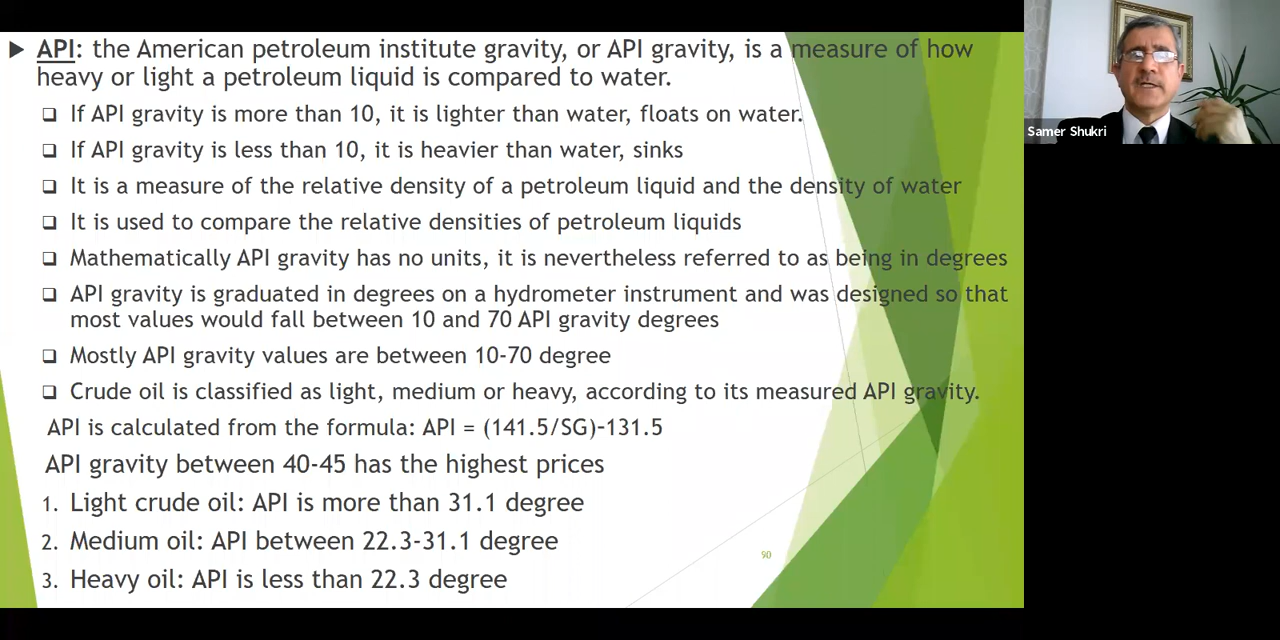 API: the American petroleum institute gravity, or API gravity, is a measure of how
heavy or light a petroleum liquid is compared to water.
If API gravity is more than 10, it is lighter than water, floats on water.
If API gravity is less than 10, it is heavier than water, sinks
It is a measure of the relative density of a petroleum liquid and the density of water
It is used to compare the relative densities of petroleum liquids
Mathematically API gravity has no units, it is nevertheless referred to as being in degrees
API gravity is graduated in degrees on a hydrometer instrument and was designed so that
most values would fall between 10 and 70 API gravity degrees
Mostly API gravity values are between 10-70 degree
Crude oil is classified as light, medium or heavy, according to its measured API gravity.
API is calculated from the formula: API = (141.5/SG)-131.5
API gravity between 40-45 has the highest prices
1. Light crude oil: API is more than 31.1 degree
2. Medium oil: API between 22.3-31.1 degree
3. Heavy oil: API is less than 22.3 degree
90
Samer Shukri